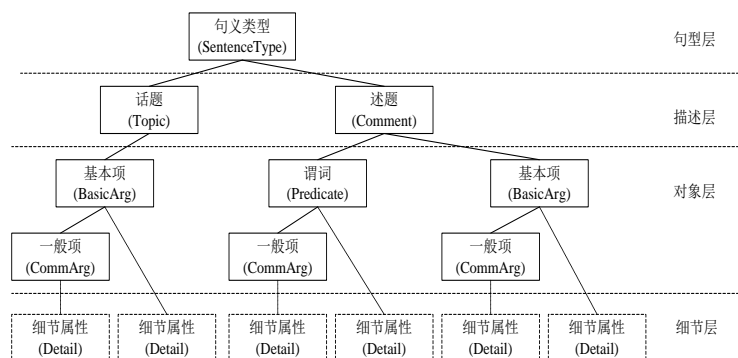 句义类型
(SentenceType)
句型层
话题
(Topic)
述题
(Comment)
描述层
基本项
(BasicArg)
谓词
(Predicate)
基本项
(BasicArg)
对象层
一般项
(CommArg)
一般项
(CommArg)
一般项
(CommArg)
细节属性
(Detail)
细节属性
(Detail)
细节属性
(Detail)
细节属性
(Detail)
细节属性
(Detail)
细节属性
(Detail)
细节层